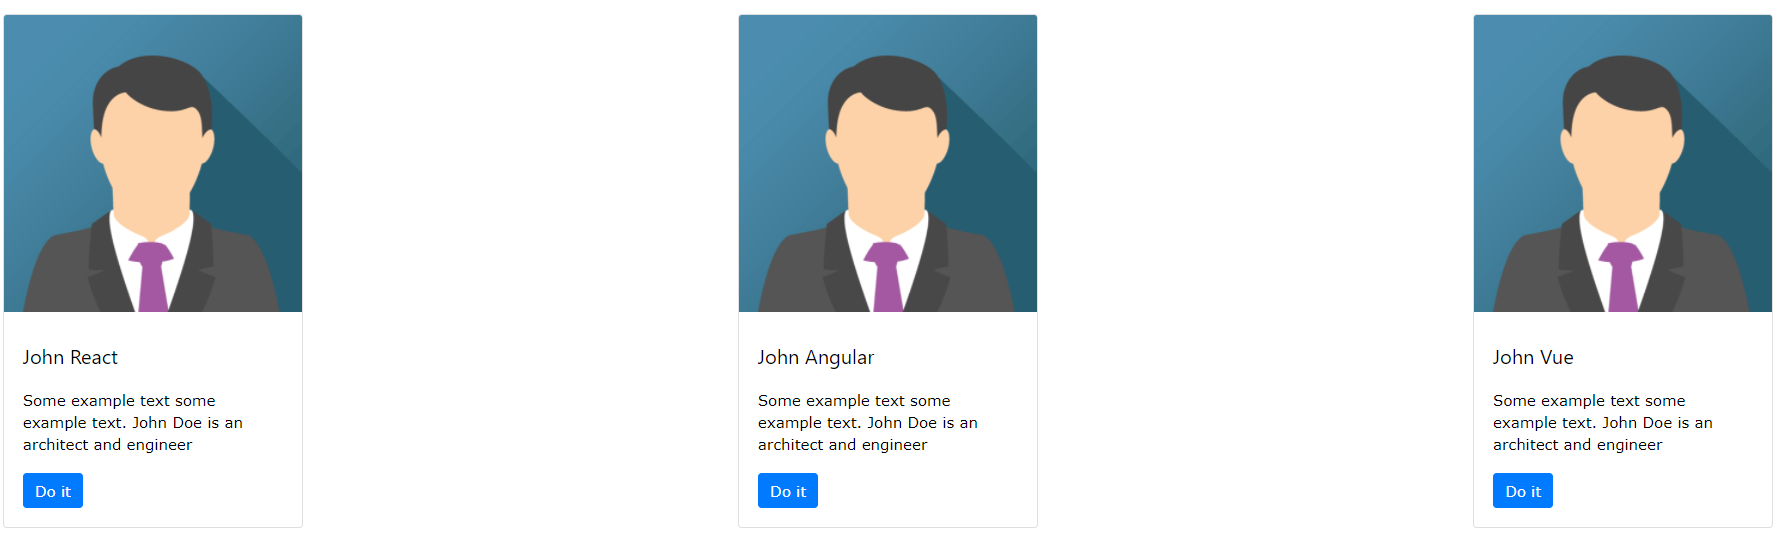 John React
Some example text some
example text. John Doe is an
architect and engineer
Do it
John Angular
Some example text some
example text. John Doe is an
architect and engineer
Do it
John Vue
Some example text some
example text. John Doe is an
architect and engineer
Do it